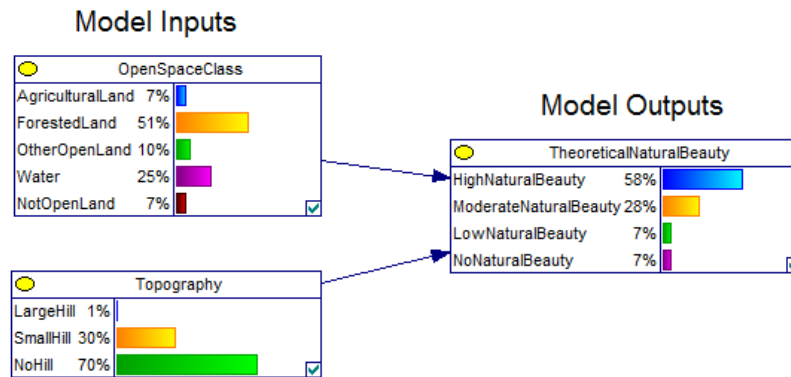 Model Inputs
OpenSpaceClass
AgriculturalLand 7%
ForestedLand 51%
OtherOpenLand 10%
Water 25%
NotOpenLand 7%
Topography
LargeHill 1%
SmallHill 30%
NoHill 70%
Model Outputs
TheoreticalNaturalBeauty
HighNaturalBeauty 58%
ModerateNaturalBeauty 28%
LowNaturalBeauty 7%
NoNaturalBeauty 7%